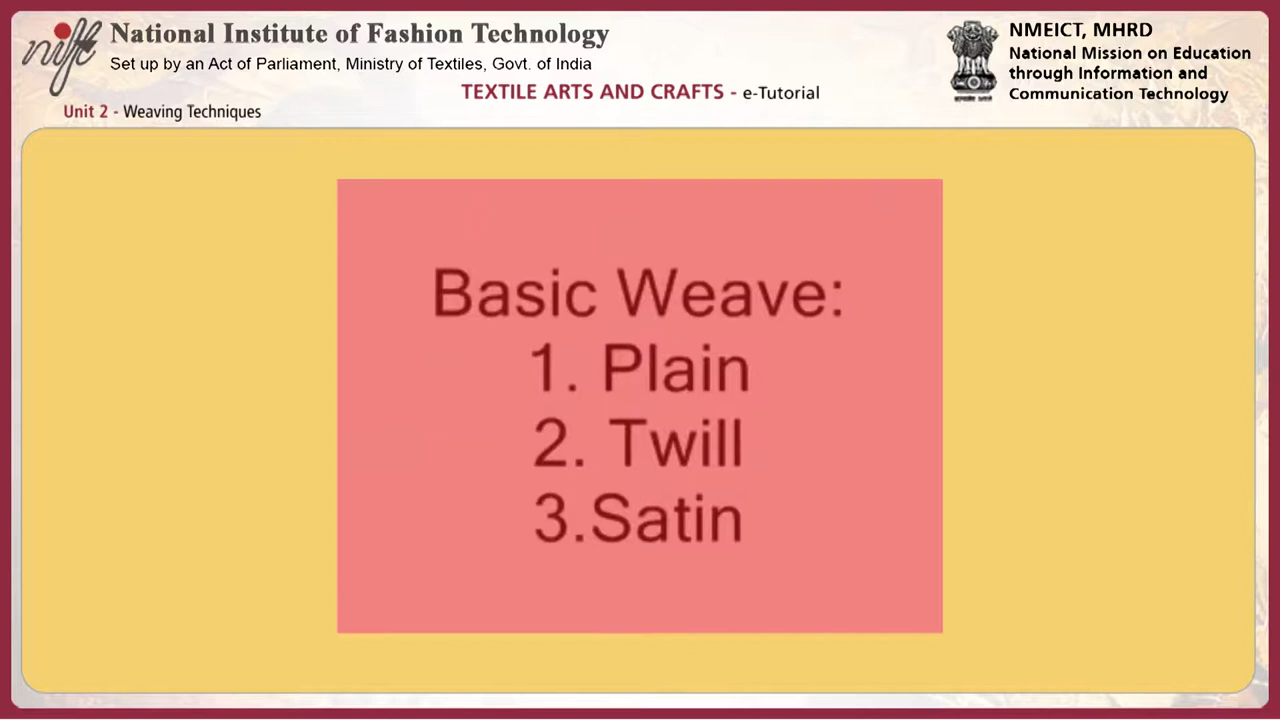 nift
National Institute of Fashion Technology
Set up by an Act of Parliament, Ministry of Textiles, Govt. of India
NMEICT, MHRD
National Mission on Education
through Information and
Communication Technology
TEXTILE ARTS AND CRAFTS - e-Tutorial
Unit 2 - Weaving Techniques
Basic Weave:
1. Plain
2. Twill
3.Satin